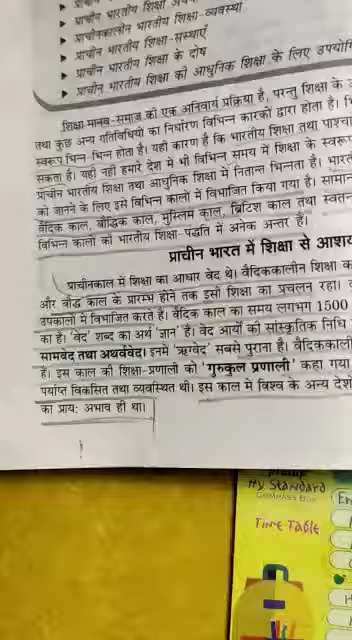 ▶ प्राचीन भारतीय शिक्षा
▶ प्राचीनकालीन भारतीय शिक्षा-व्यवस्था
▶ प्राचीन भारतीय शिक्षा-संस्थाएँ
▶ प्राचीन भारतीय शिक्षा के दोष
▶ प्राचीन भारतीय शिक्षा की आधुनिक शिक्षा के लिए उपयोगि
शिक्षा मानव-समाज की एक अनिवार्य प्रक्रिया है, परन्तु शिक्षा के
तथा कुछ अन्य गतिविधियों का निर्धारण विभिन्न कारकों द्वारा होता है।
स्वरूप भिन्न भिन्न होता है। यही कारण है कि भारतीय शिक्षा तथा पाश्चा
सकता है। यही नहीं हमारे देश में भी विभिन्न समय में शिक्षा के स्वरूप
प्राचीन भारतीय शिक्षा तथा आधुनिक शिक्षा में नितान्त भिन्नता है। भारत
को जानने के लिए इसे विभिन्न कालों में विभाजित किया गया है। सामान
वैदिक काल, बौद्धिक काल, मुस्लिम काल, ब्रिटिश काल तथा स्वतन
विभिन्न कालों की भारतीय शिक्षा-पद्धति में अनेक अन्तर है।
प्राचीन भारत में शिक्षा से आशय
प्राचीनकाल में शिक्षा का आधार वेद थे। वैदिककालीन शिक्षा क
और बौद्ध काल के प्रारम्भ होने तक इसी शिक्षा का प्रचलन रहा।
उपकालों में विभाजित करते हैं। वैदिक काल का समय लगभग 1500
का है। 'वेद' शब्द का अर्थ 'ज्ञान' है। वेद आर्यों की सांस्कृतिक निधि
सामवेद तथा अथर्ववेद। इनमें 'ऋग्वेद' सबसे पुराना है। वैदिककाली
है। इस काल की शिक्षा-प्रणाली को 'गुरुकुल प्रणाली' कहा गया
पर्याप्त विकसित तथा व्यवस्थित थी। इस काल में विश्व के अन्य देश
का प्राय: अभाव ही था।
My Standard
COMPASS BOX
TIME TABLE